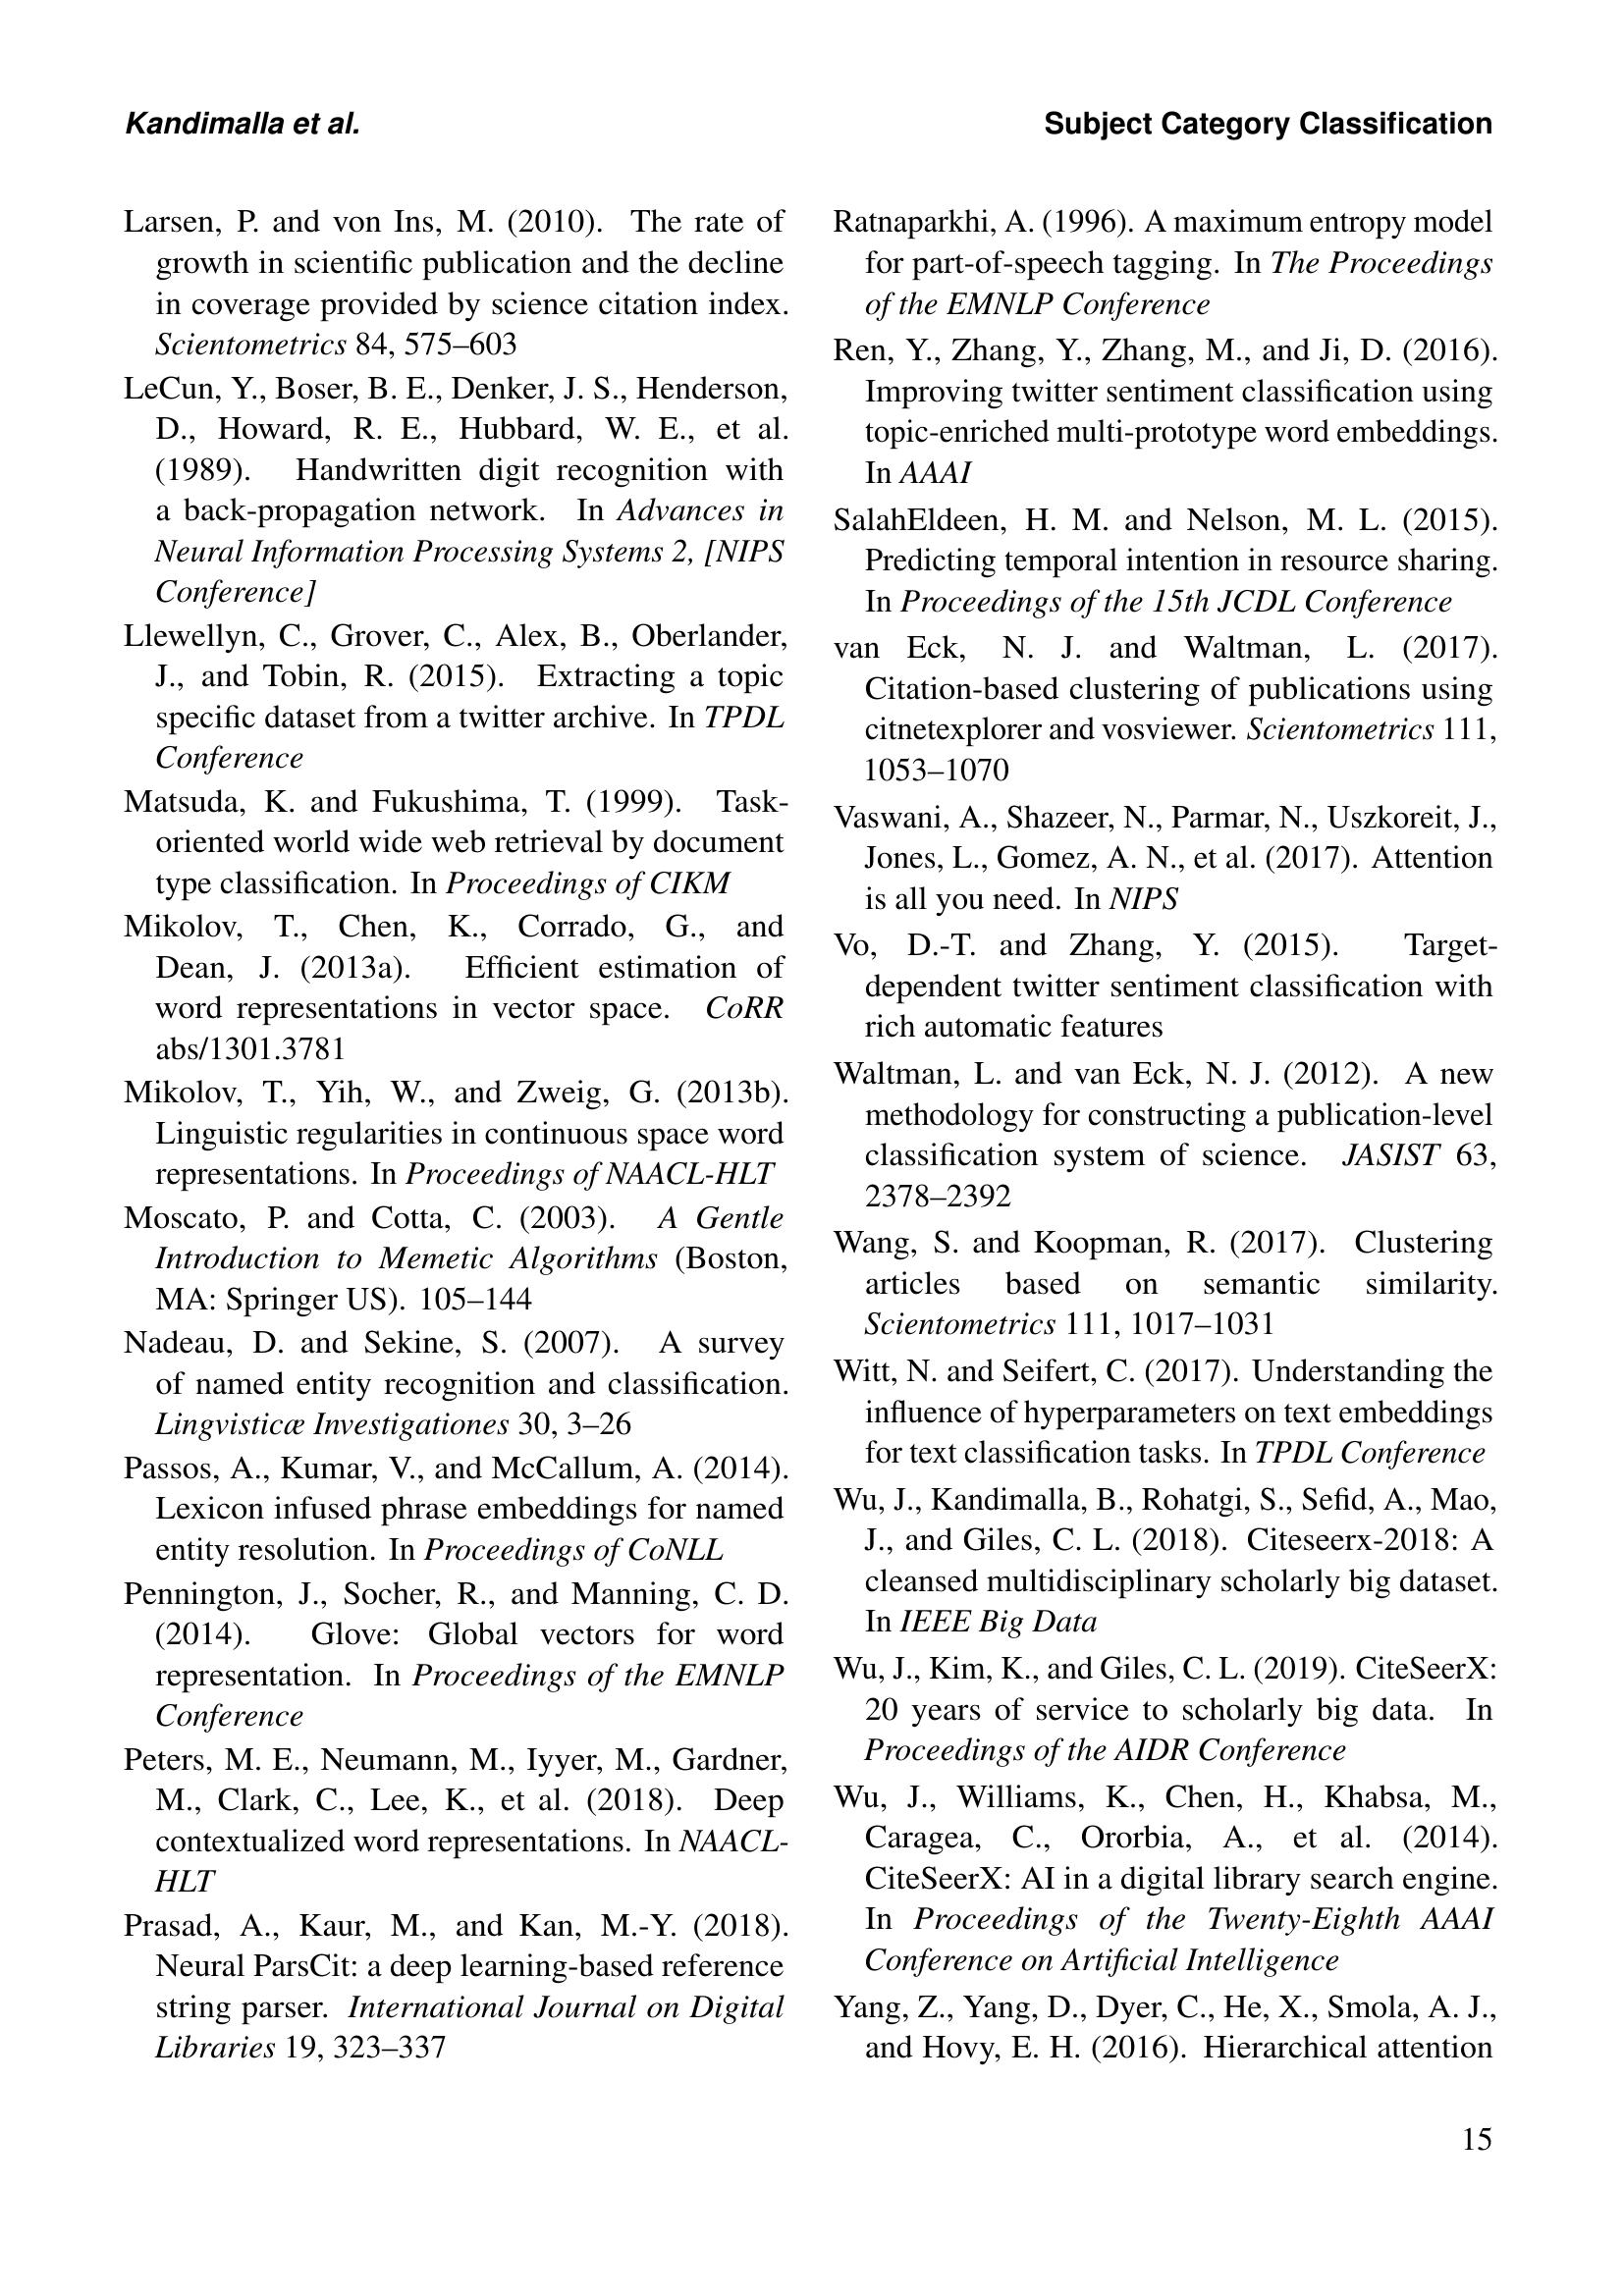 Kandimalla et al.
Subject Category Classification
Larsen, P. and von Ins, M. (2010). The rate of
growth in scientific publication and the decline
in coverage provided by science citation index.
Scientometrics 84, 575–603
LeCun, Y., Boser, B. E., Denker, J. S., Henderson,
D., Howard, R. E., Hubbard, W. E., et al.
(1989). Handwritten digit recognition with
a back-propagation network. In Advances in
Neural Information Processing Systems 2, [NIPS
Conference]
Llewellyn, C., Grover, C., Alex, B., Oberlander,
J., and Tobin, R. (2015). Extracting a topic
specific dataset from a twitter archive. In TPDL
Conference
Matsuda, K. and Fukushima, T. (1999). Task-
oriented world wide web retrieval by document
type classification. In Proceedings of CIKM
Mikolov, T., Chen, K., Corrado, G., and
Dean, J. (2013a). Efficient estimation of
word representations in vector space. CoRR
abs/1301.3781
Mikolov, T., Yih, W., and Zweig, G. (2013b).
Linguistic regularities in continuous space word
representations. In Proceedings of NAACL-HLT
Moscato, P. and Cotta, C. (2003). A Gentle
Introduction to Memetic Algorithms (Boston,
MA: Springer US). 105–144
Nadeau, D. and Sekine, S. (2007). A survey
of named entity recognition and classification.
Lingvisticæ Investigationes 30, 3–26
Passos, A., Kumar, V., and McCallum, A. (2014).
Lexicon infused phrase embeddings for named
entity resolution. In Proceedings of CoNLL
Pennington, J., Socher, R., and Manning, C. D.
(2014). Glove: Global vectors for word
representation. In Proceedings of the EMNLP
Conference
Peters, M. E., Neumann, M., Iyyer, M., Gardner,
M., Clark, C., Lee, K., et al. (2018). Deep
contextualized word representations. In NAACL-
HLT
Prasad, A., Kaur, M., and Kan, M.-Y. (2018).
Neural ParsCit: a deep learning-based reference
string parser. International Journal on Digital
Libraries 19, 323–337
Ratnaparkhi, A. (1996). A maximum entropy model
for part-of-speech tagging. In The Proceedings
of the EMNLP Conference
Ren, Y., Zhang, Y., Zhang, M., and Ji, D. (2016).
Improving twitter sentiment classification using
topic-enriched multi-prototype word embeddings.
In AAAI
SalahEldeen, H. M. and Nelson, M. L. (2015).
Predicting temporal intention in resource sharing.
In Proceedings of the 15th JCDL Conference
van Eck, N. J. and Waltman, L. (2017).
Citation-based clustering of publications using
citnetexplorer and vosviewer. Scientometrics 111,
1053–1070
Vaswani, A., Shazeer, N., Parmar, N., Uszkoreit, J.,
Jones, L., Gomez, A. N., et al. (2017). Attention
is all you need. In NIPS
Vo, D.-T. and Zhang, Y. (2015). Target-
dependent twitter sentiment classification with
rich automatic features
Waltman, L. and van Eck, N. J. (2012). A new
methodology for constructing a publication-level
classification system of science. JASIST 63,
2378–2392
Wang, S. and Koopman, R. (2017). Clustering
articles based on semantic similarity.
Scientometrics 111, 1017–1031
Witt, N. and Seifert, C. (2017). Understanding the
influence of hyperparameters on text embeddings
for text classification tasks. In TPDL Conference
Wu, J., Kandimalla, B., Rohatgi, S., Sefid, A., Mao,
J., and Giles, C. L. (2018). Citeseerx-2018: A
cleansed multidisciplinary scholarly big dataset.
In IEEE Big Data
Wu, J., Kim, K., and Giles, C. L. (2019). CiteSeerX:
20 years of service to scholarly big data. In
Proceedings of the AIDR Conference
Wu, J., Williams, K., Chen, H., Khabsa, M.,
Caragea, C., Ororbia, A., et al. (2014).
CiteSeerX: AI in a digital library search engine.
In Proceedings of the Twenty-Eighth AAAI
Conference on Artificial Intelligence
Yang, Z., Yang, D., Dyer, C., He, X., Smola, A. J.,
and Hovy, E. H. (2016). Hierarchical attention
15